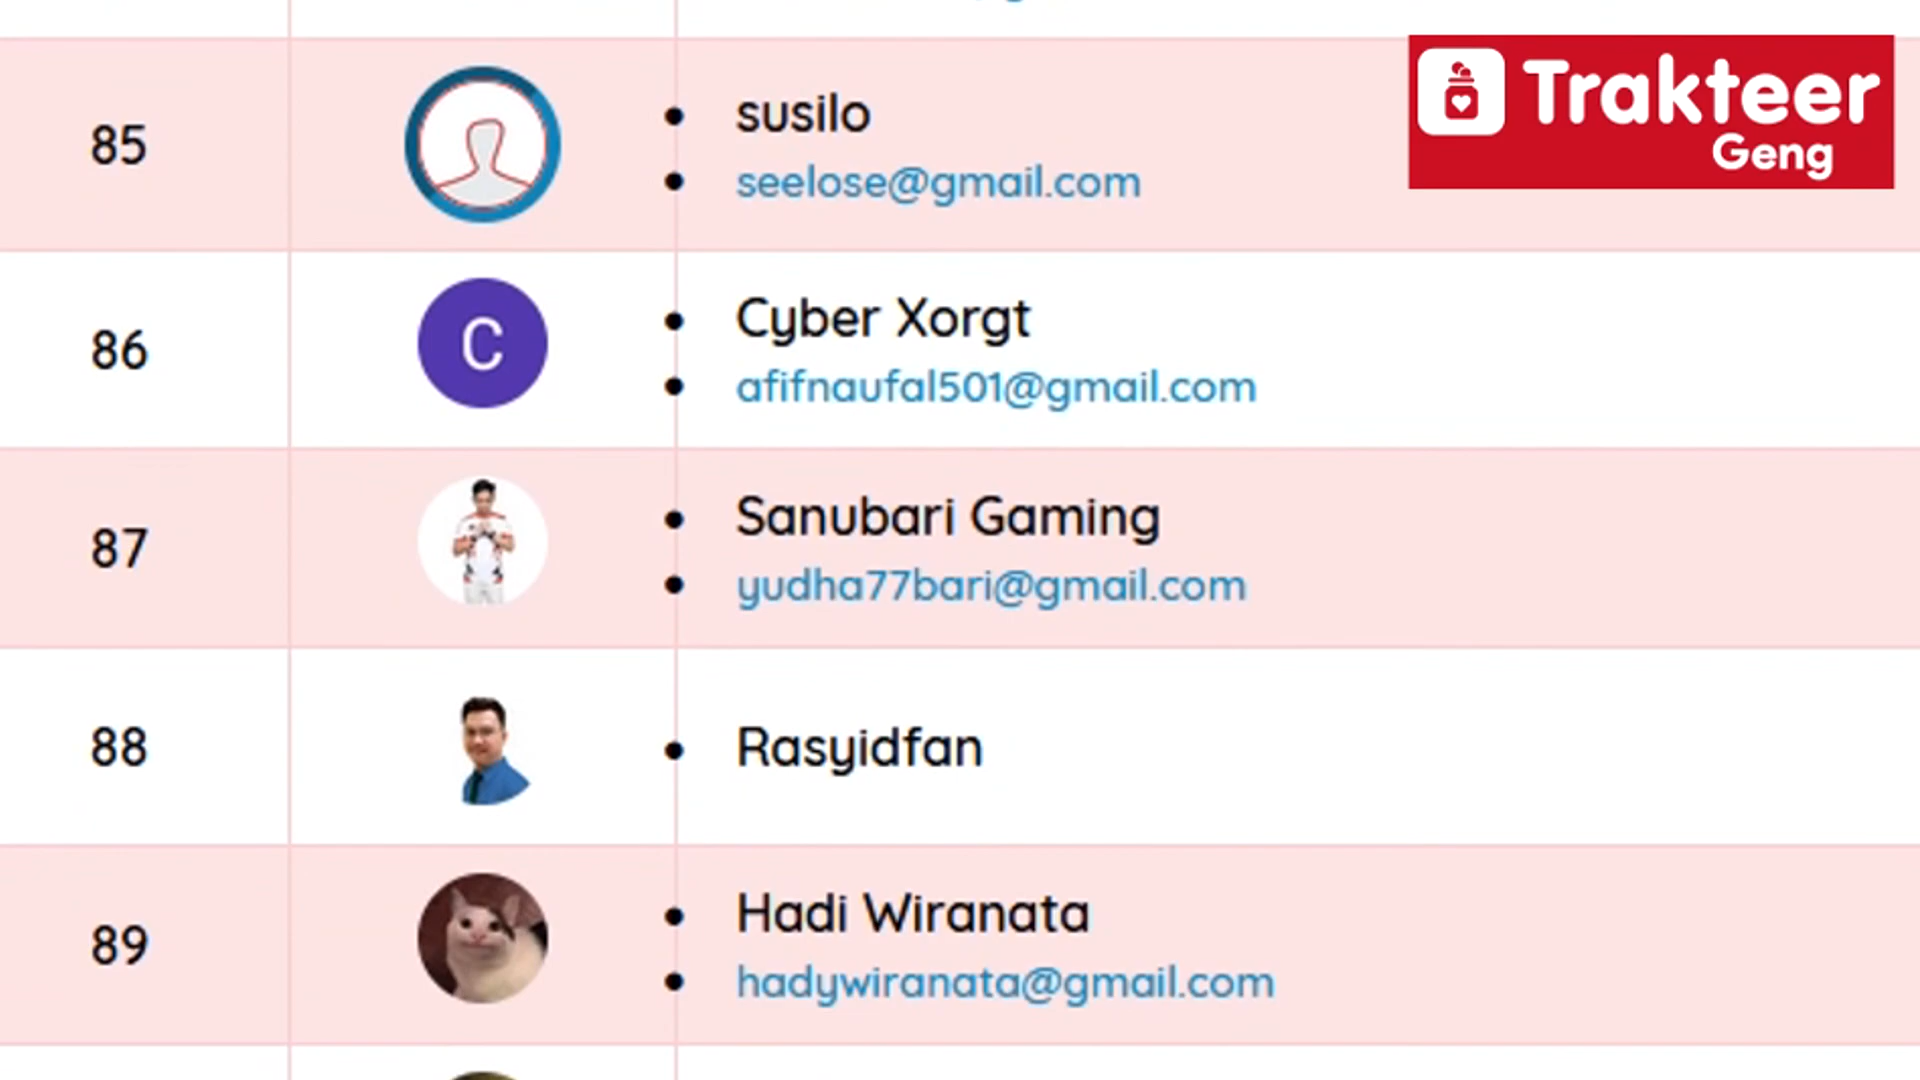 Trakteer
Geng
85
susilo
seelose@gmail.com
86
C
Cyber Xorgt
afifnaufal501@gmail.com
87
Sanubari Gaming
yudha77bari@gmail.com
88
Rasyidfan
89
Hadi Wiranata
hadywiranata@gmail.com